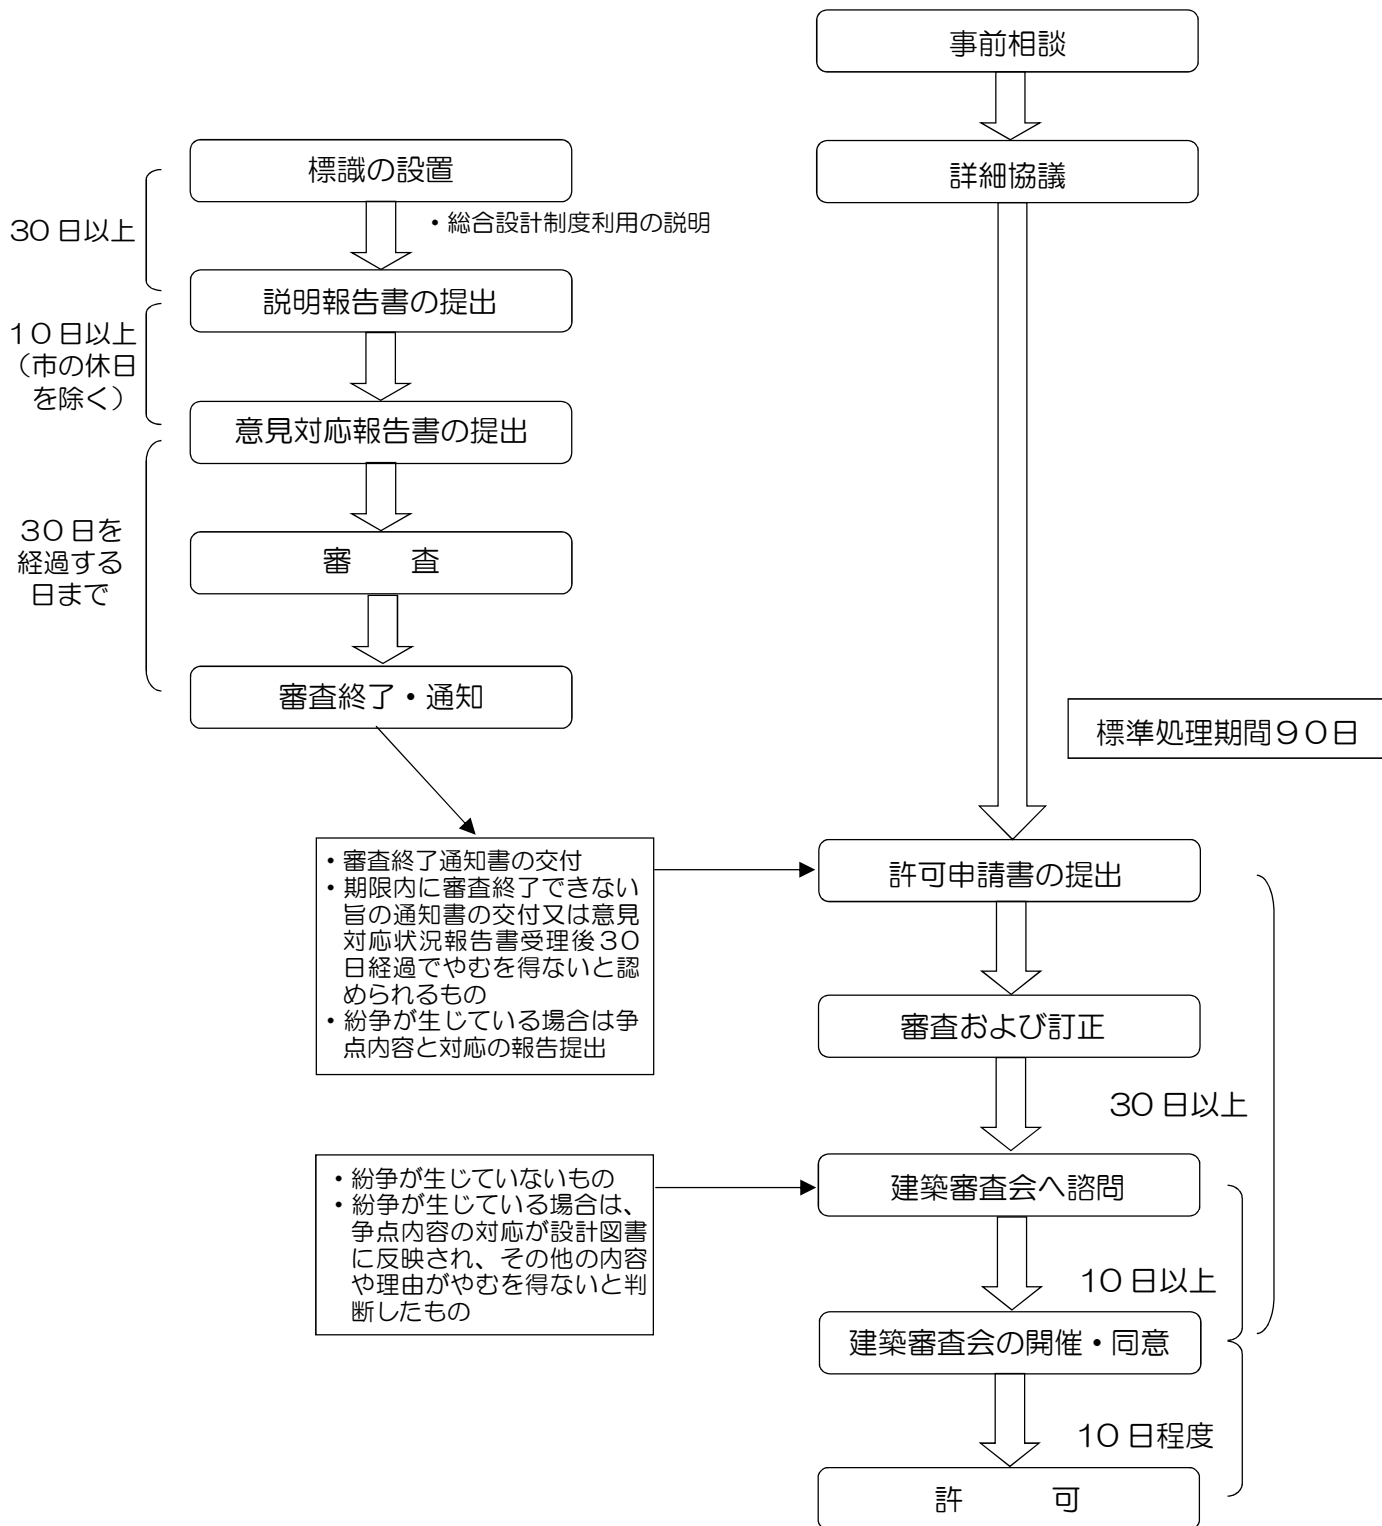 事前相談
詳細協議
標識の設置
・総合設計制度利用の説明
30日以上
説明報告書の提出
10日以上
（市の休日
を除く）
意見対応報告書の提出
30日を
経過する
日まで
審　　査
審査終了・通知
標準処理期間９０日
・審査終了通知書の交付
・期限内に審査終了できない
旨の通知書の交付又は意見
対応状況報告書受理後３０
日経過でやむを得ないと認
められるもの
・紛争が生じている場合は争
点内容と対応の報告提出
許可申請書の提出
審査および訂正
30日以上
・紛争が生じていないもの
・紛争が生じている場合は、
争点内容の対応が設計図書
に反映され、その他の内容
や理由がやむを得ないと判
断したもの
建築審査会へ諮問
10日以上
建築審査会の開催・同意
10日程度
許　　　可